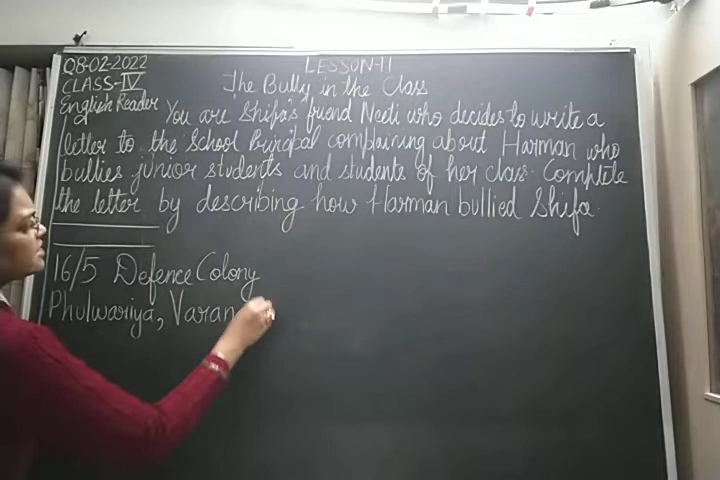 08-02-2022
LESSON-11
CLASS-IV
The Bully in the Class
English Reader
You are Shifa's friend Neeti who decides to write a
letter to the School Principal complaining about Harman who
bullies junior students and students of her class. Complete
the letter by describing how Harman bullied Shifa.
16/5 Defence Colony
Phulwariya, Varan